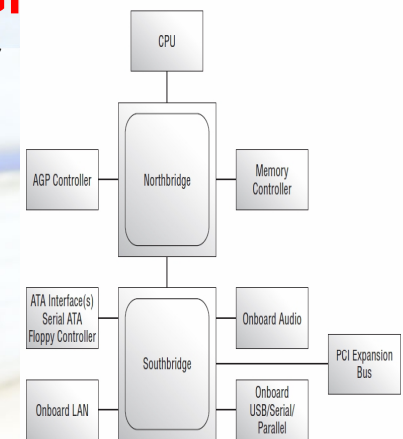 CPU
AGP Controller
Northbridge
Memory
Controller
ATA Interface(s)
Serial ATA
Floppy Controller
Southbridge
Onboard Audio
PCI Expansion
Bus
Onboard LAN
Onboard
USB/Serial/
Parallel